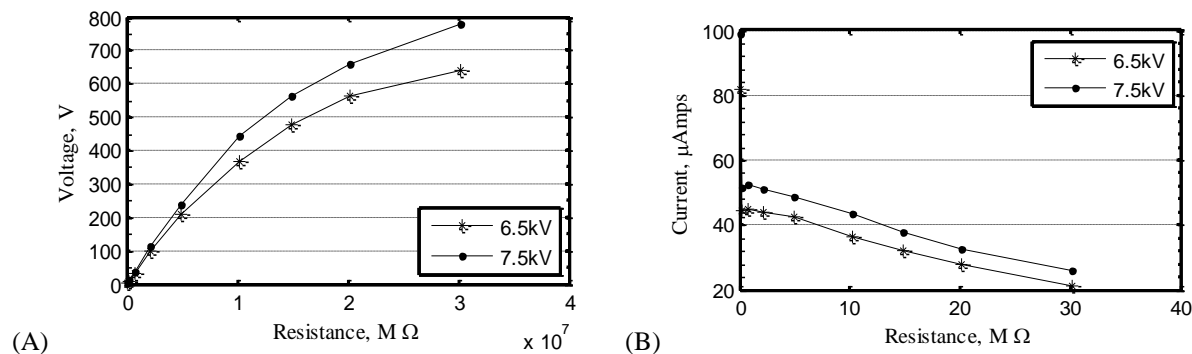 800
700
600
500
400
300
200
100
0
Voltage, V
0
1
2
3
4
Resistance, M Ω
x 10^7
6.5kV
7.5kV
(A)
100
80
60
40
20
Current, μAmps
0
10
20
30
40
Resistance, M Ω
6.5kV
7.5kV
(B)